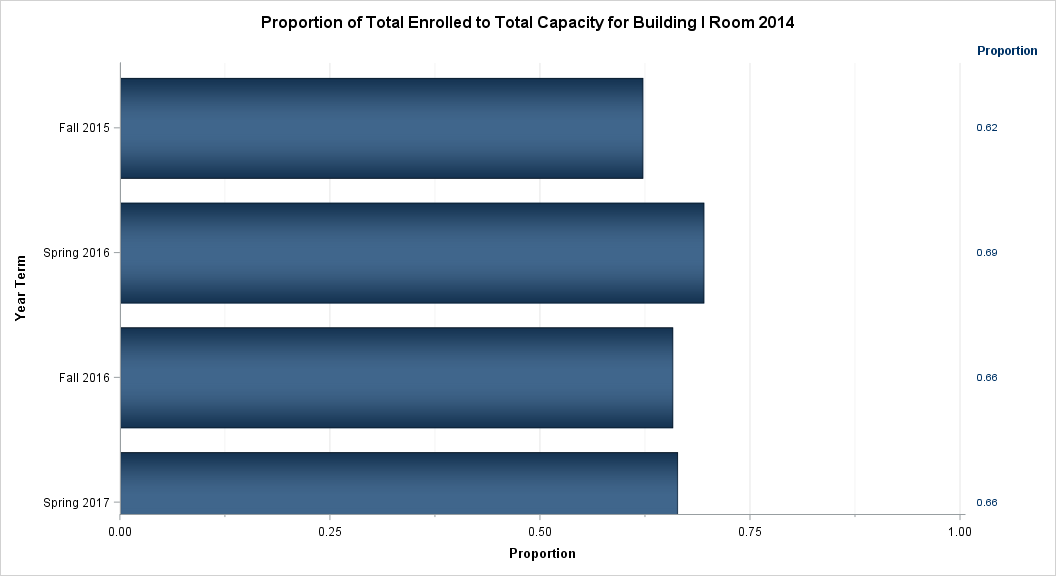 Proportion of Total Enrolled to Total Capacity for Building I Room 2014
Proportion
Fall 2015
0.62
Spring 2016
0.69
Year Term
Fall 2016
0.66
Spring 2017
0.66
0.00
0.25
0.50
0.75
1.00
Proportion